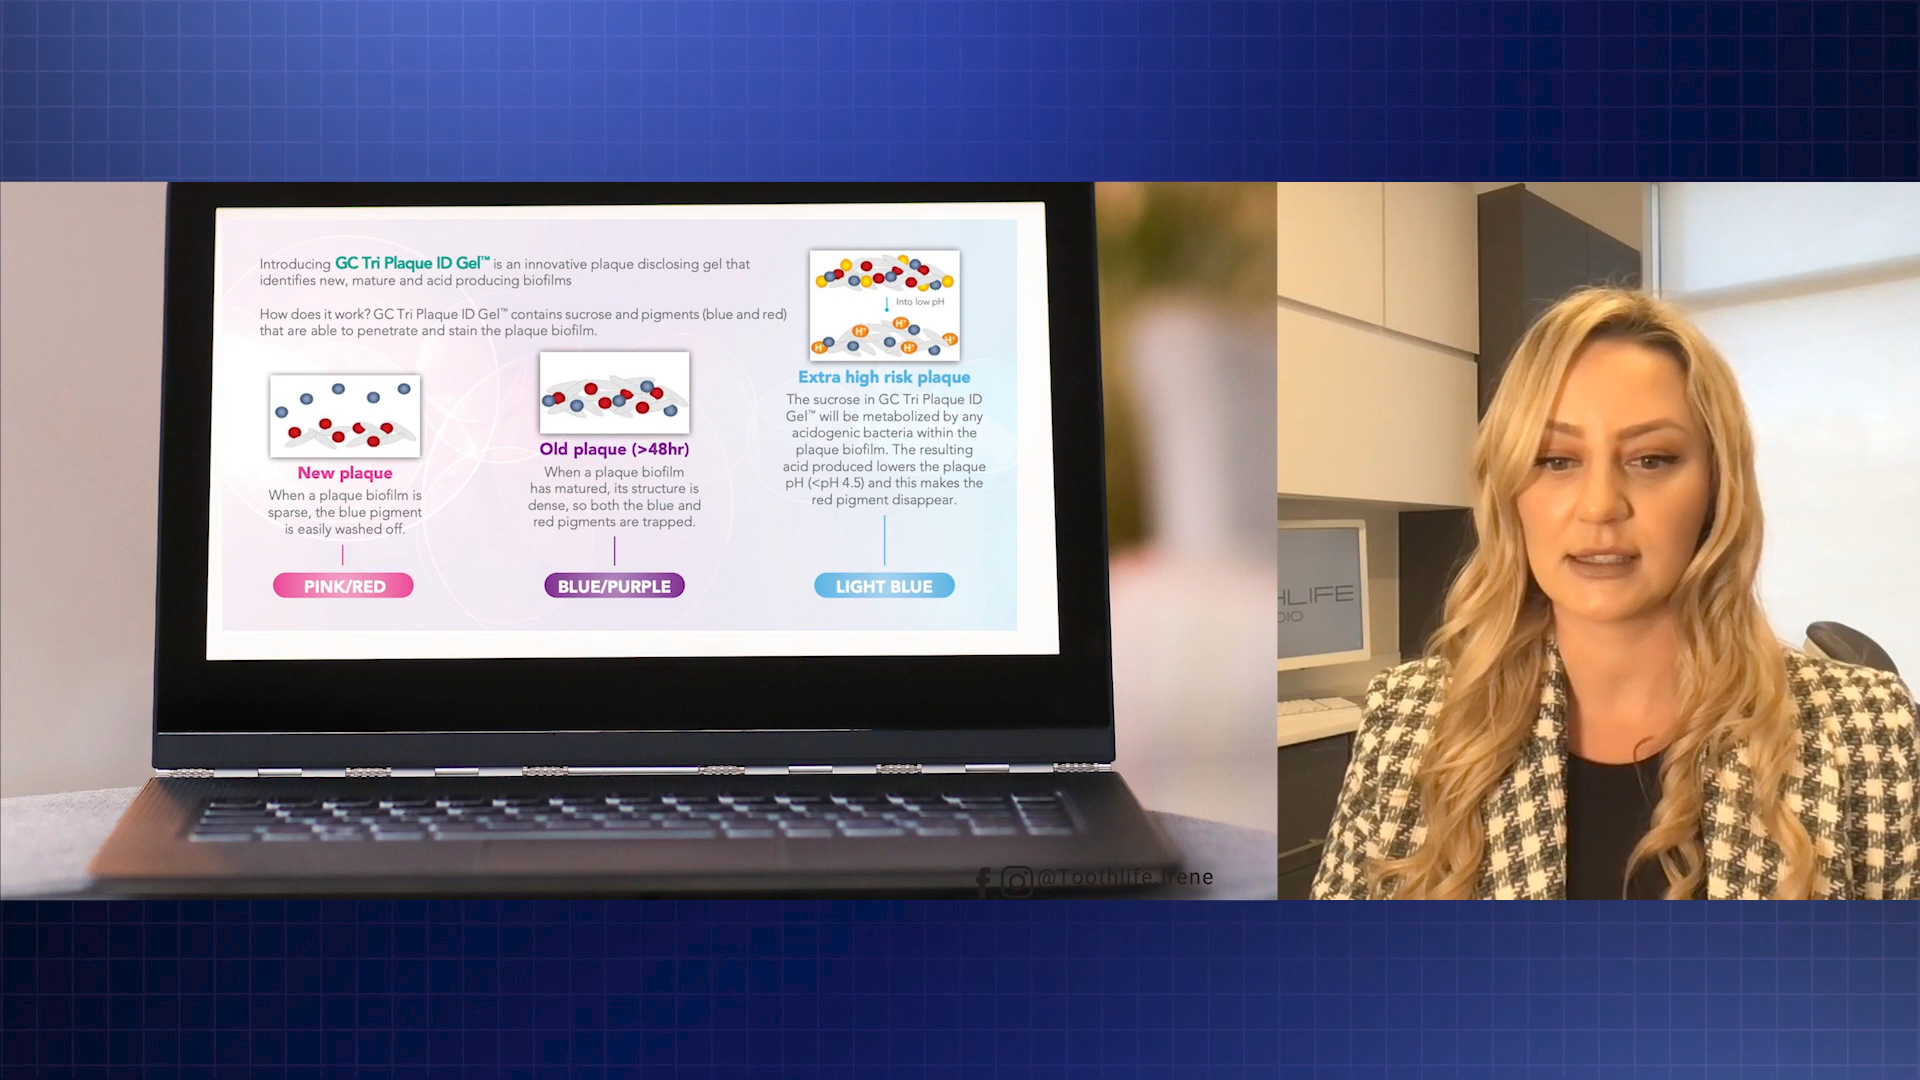 Introducing GC Tri Plaque ID Gel™ is an innovative plaque disclosing gel that
identifies new, mature and acid producing biofilms
How does it work? GC Tri Plaque ID Gel™ contains sucrose and pigments (blue and red)
that are able to penetrate and stain the plaque biofilm.
New plaque
When a plaque biofilm is
sparse, the blue pigment
is easily washed off.
PINK/RED
Old plaque (>48hr)
When a plaque biofilm
has matured, its structure is
dense, so both the blue and
red pigments are trapped.
BLUE/PURPLE
Into low pH
H⁺
H⁺
H⁺
H⁺
H⁺
Extra high risk plaque
The sucrose in GC Tri Plaque ID
Gel™ will be metabolized by any
acidogenic bacteria within the
plaque biofilm. The resulting
acid produced lowers the plaque
pH (<pH 4.5) and this makes the
red pigment disappear.
LIGHT BLUE
@Toothlife.Irene
HLIFE
DIO